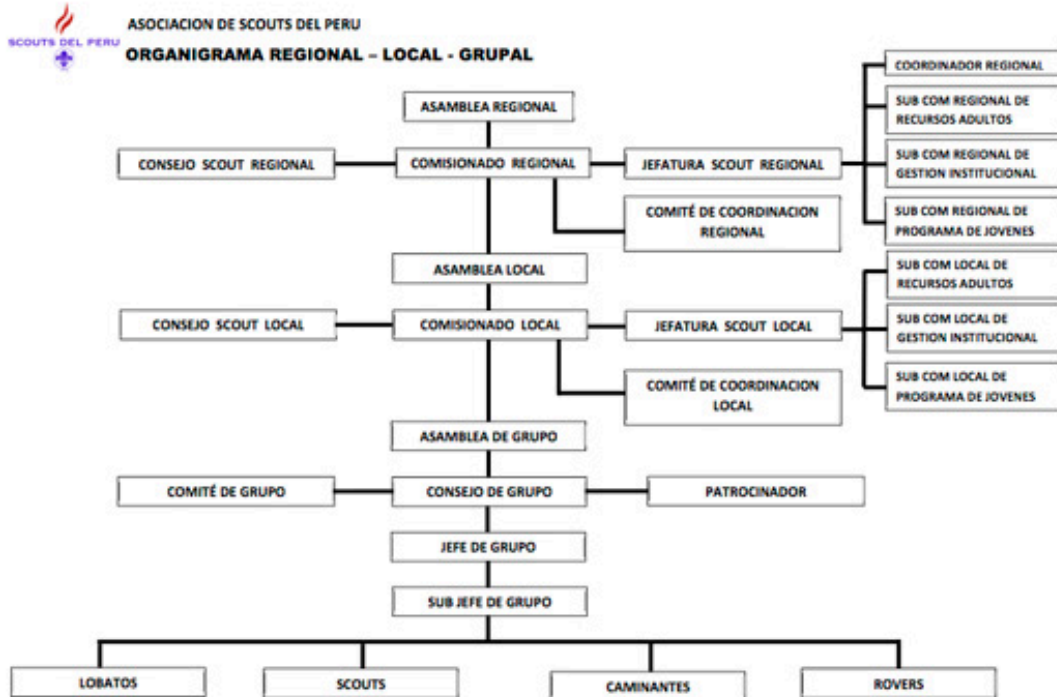 ASOCIACION DE SCOUTS DEL PERU
SCOUTS DEL PERU
ORGANIGRAMA REGIONAL – LOCAL - GRUPAL
COORDINADOR REGIONAL
SUB COM REGIONAL DE
RECURSOS ADULTOS
ASAMBLEA REGIONAL
CONSEJO SCOUT REGIONAL
COMISIONADO REGIONAL
JEFATURA SCOUT REGIONAL
SUB COM REGIONAL DE
GESTION INSTITUCIONAL
COMITÉ DE COORDINACION
REGIONAL
SUB COM REGIONAL DE
PROGRAMA DE JOVENES
ASAMBLEA LOCAL
SUB COM LOCAL DE
RECURSOS ADULTOS
CONSEJO SCOUT LOCAL
COMISIONADO LOCAL
JEFATURA SCOUT LOCAL
SUB COM LOCAL DE
GESTION INSTITUCIONAL
COMITÉ DE COORDINACION
LOCAL
SUB COM LOCAL DE
PROGRAMA DE JOVENES
ASAMBLEA DE GRUPO
COMITÉ DE GRUPO
CONSEJO DE GRUPO
PATROCINADOR
JEFE DE GRUPO
SUB JEFE DE GRUPO
LOBATOS
SCOUTS
CAMINANTES
ROVERS